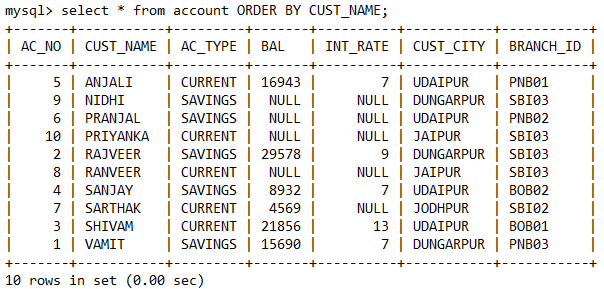 mysql> select * from account ORDER BY CUST_NAME;
+-------+-----------+---------+-------+----------+-----------+-----------+
| AC_NO | CUST_NAME | AC_TYPE | BAL   | INT_RATE | CUST_CITY | BRANCH_ID |
+-------+-----------+---------+-------+----------+-----------+-----------+
|     5 | ANJALI    | CURRENT | 16943 |        7 | UDAIPUR   | PNB01     |
|     9 | NIDHI     | SAVINGS |  NULL |     NULL | DUNGARPUR | SBI03     |
|     6 | PRANJAL   | SAVINGS |  NULL |     NULL | UDAIPUR   | PNB02     |
|    10 | PRIYANKA  | CURRENT |  NULL |     NULL | JAIPUR    | SBI03     |
|     2 | RAJVEER   | SAVINGS | 29578 |        9 | DUNGARPUR | SBI03     |
|     8 | RANVEER   | CURRENT |  NULL |     NULL | JAIPUR    | SBI03     |
|     4 | SANJAY    | SAVINGS |  8932 |        7 | UDAIPUR   | BOB02     |
|     7 | SARTHAK   | CURRENT |  4569 |     NULL | JODHPUR   | SBI02     |
|     3 | SHIVAM    | CURRENT | 21856 |       13 | UDAIPUR   | BOB01     |
|     1 | VAMIT     | SAVINGS | 15690 |        7 | DUNGARPUR | PNB03     |
+-------+-----------+---------+-------+----------+-----------+-----------+
10 rows in set (0.00 sec)